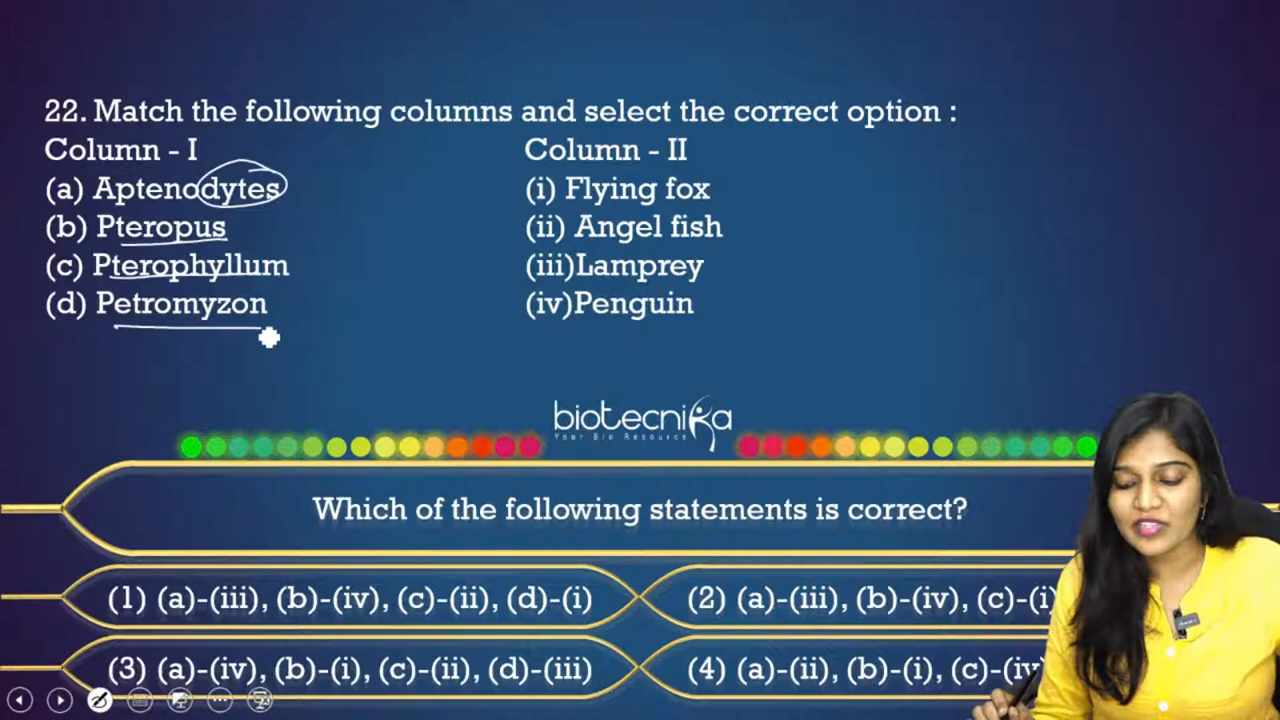 22. Match the following columns and select the correct option :
Column - I
Column - II
(a) Aptenodytes
(i) Flying fox
(b) Pteropus
(ii) Angel fish
(c) Pterophyllum
(iii)Lamprey
(d) Petromyzon
(iv)Penguin
biotecnika
Your Bio Resource
Which of the following statements is correct?
(1) (a)-(iii), (b)-(iv), (c)-(ii), (d)-(i)
(2) (a)-(iii), (b)-(iv), (c)-(i)
(3) (a)-(iv), (b)-(i), (c)-(ii), (d)-(iii)
(4) (a)-(ii), (b)-(i), (c)-(iv